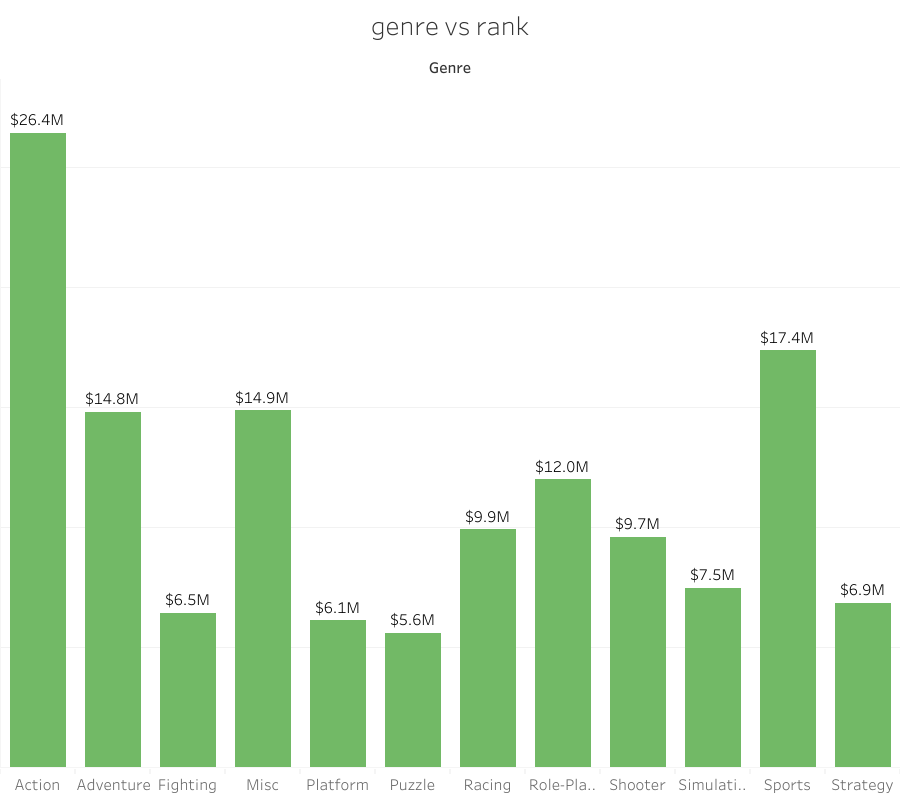 genre vs rank
Genre
$26.4M
$14.8M
$6.5M
$14.9M
$6.1M
$5.6M
$9.9M
$12.0M
$9.7M
$7.5M
$17.4M
$6.9M
Action Adventure Fighting Misc Platform Puzzle Racing Role-Pla.. Shooter Simulati.. Sports Strategy